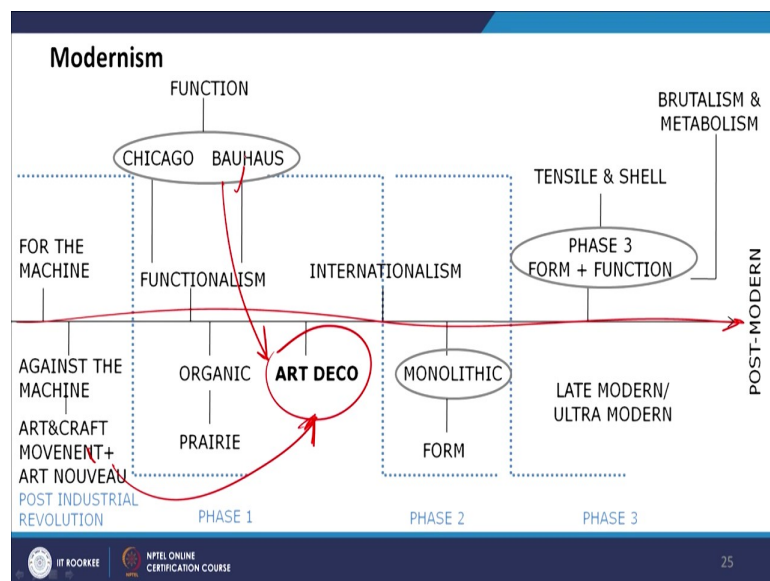 Modernism
FUNCTION
CHICAGO BAUHAUS
BRUTALISM &
METABOLISM
TENSILE & SHELL
FOR THE
MACHINE
FUNCTIONALISM
INTERNATIONALISM
PHASE 3
FORM + FUNCTION
POST-MODERN
AGAINST THE
MACHINE
ART&CRAFT
MOVENENT+
ART NOUVEAU
ORGANIC
PRAIRIE
ART DECO
MONOLITHIC
FORM
LATE MODERN/
ULTRA MODERN
POST INDUSTRIAL
REVOLUTION
PHASE 1
PHASE 2
PHASE 3
IIT ROORKEE
NPTEL ONLINE
CERTIFICATION COURSE
25